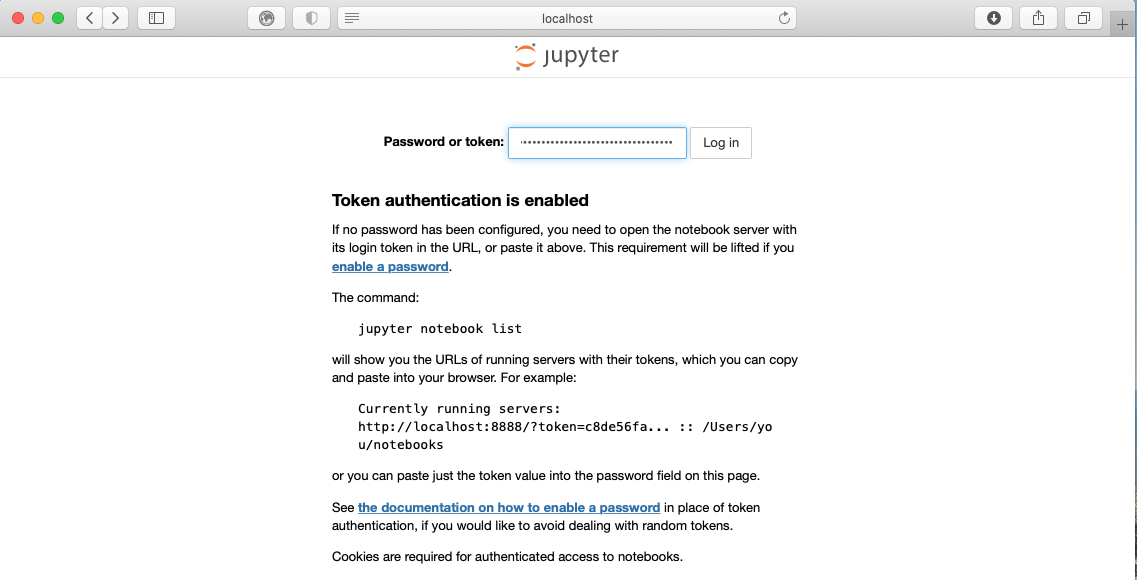 localhost
jupyter
Password or token:
Log in
Token authentication is enabled
If no password has been configured, you need to open the notebook server with
its login token in the URL, or paste it above. This requirement will be lifted if you
enable a password.
The command:
jupyter notebook list
will show you the URLs of running servers with their tokens, which you can copy
and paste into your browser. For example:
Currently running servers:
http://localhost:8888/?token=c8de56fa... :: /Users/yo
u/notebooks
or you can paste just the token value into the password field on this page.
See the documentation on how to enable a password in place of token
authentication, if you would like to avoid dealing with random tokens.
Cookies are required for authenticated access to notebooks.